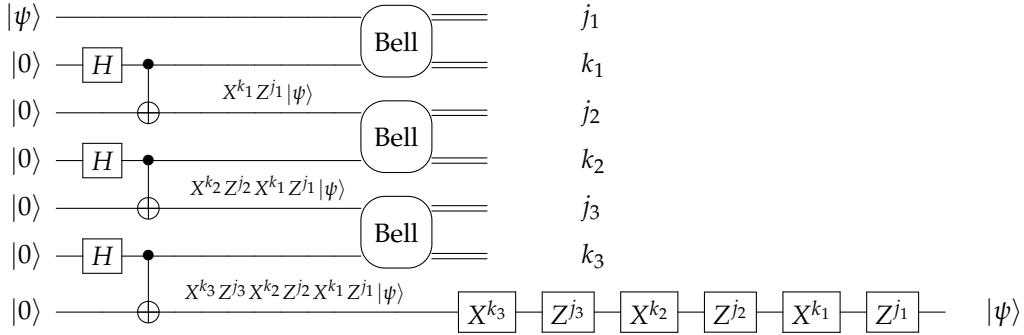 |ψ⟩ j₁
Bell
|0⟩ H k₁
X^{k₁}Z^{j₁}|ψ⟩
|0⟩ j₂
Bell
|0⟩ H k₂
X^{k₂}Z^{j₂}X^{k₁}Z^{j₁}|ψ⟩
|0⟩ j₃
Bell
|0⟩ H k₃
X^{k₃}Z^{j₃}X^{k₂}Z^{j₂}X^{k₁}Z^{j₁}|ψ⟩
|0⟩ X^{k₃} Z^{j₃} X^{k₂} Z^{j₂} X^{k₁} Z^{j₁} |ψ⟩